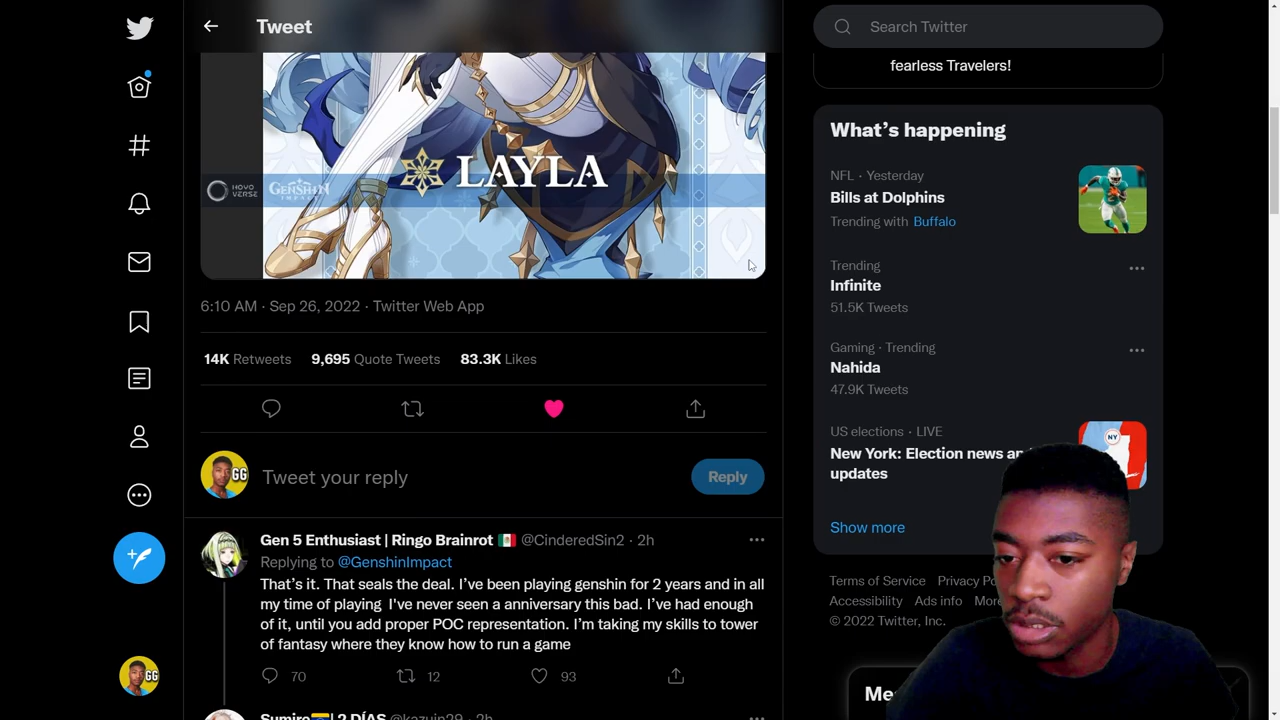 Tweet
LAYLA
HOYO
VERSE
GENSHIN
IMPACT
6:10 AM · Sep 26, 2022 · Twitter Web App
14K Retweets 9,695 Quote Tweets 83.3K Likes
GG
Tweet your reply
Reply
Gen 5 Enthusiast | Ringo Brainrot 🇲🇽 @CinderedSin2 · 2h
Replying to @GenshinImpact
That's it. That seals the deal. I've been playing genshin for 2 years and in all
my time of playing I've never seen a anniversary this bad. I've had enough
of it, until you add proper POC representation. I'm taking my skills to tower
of fantasy where they know how to run a game
70 12 93
GG
Search Twitter
fearless Travelers!
What's happening
NFL · Yesterday
Bills at Dolphins
Trending with Buffalo
Trending
Infinite
51.5K Tweets
Gaming · Trending
Nahida
47.9K Tweets
US elections · LIVE
New York: Election news
updates
NY
Show more
Terms of Service Privacy
Accessibility Ads info
© 2022 Twitter, Inc.